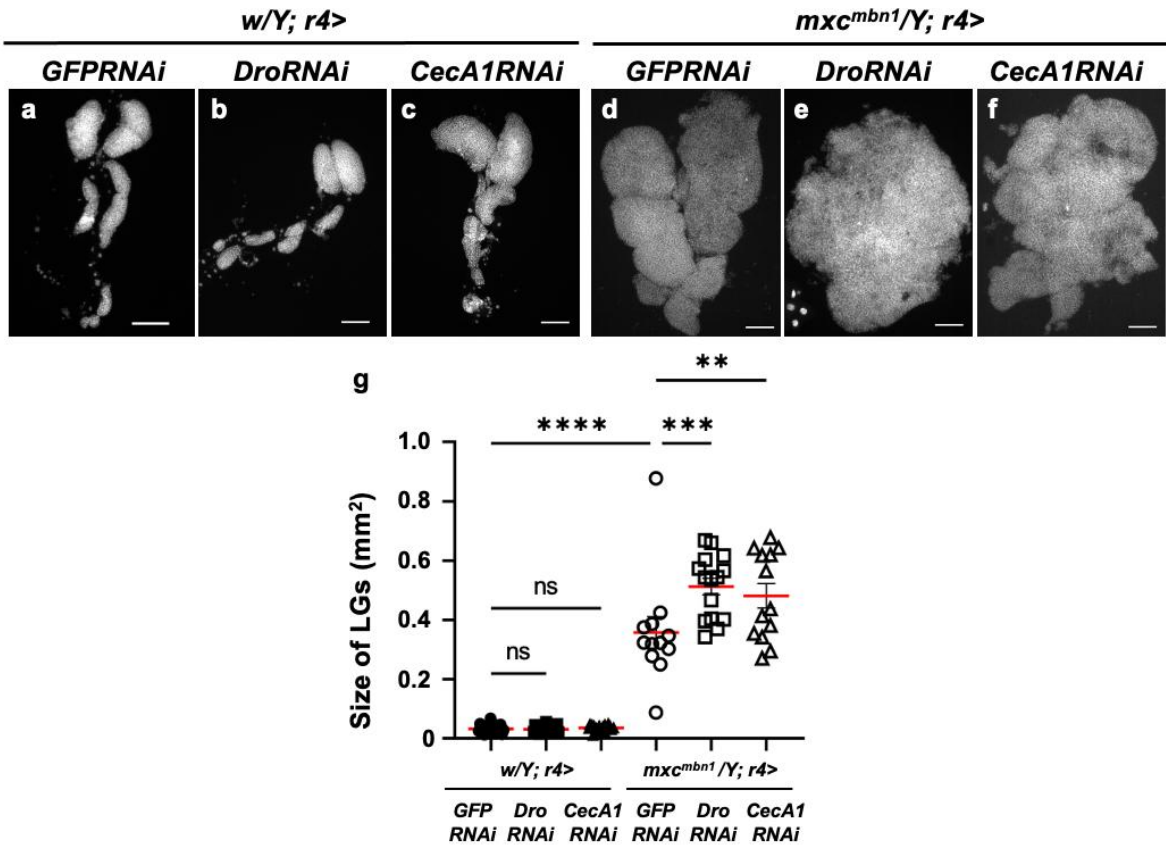 w/Y; r4>
mxcmbn1/Y; r4>
GFPRNAi
DroRNAi
CecA1RNAi
GFPRNAi
DroRNAi
CecA1RNAi
a
b
c
d
e
f
g
**
****
***
ns
ns
Size of LGs (mm²)
1.0
0.8
0.6
0.4
0.2
0
w/Y; r4>
mxcmbn1/Y; r4>
GFP
RNAi
Dro
RNAi
CecA1
RNAi
GFP
RNAi
Dro
RNAi
CecA1
RNAi